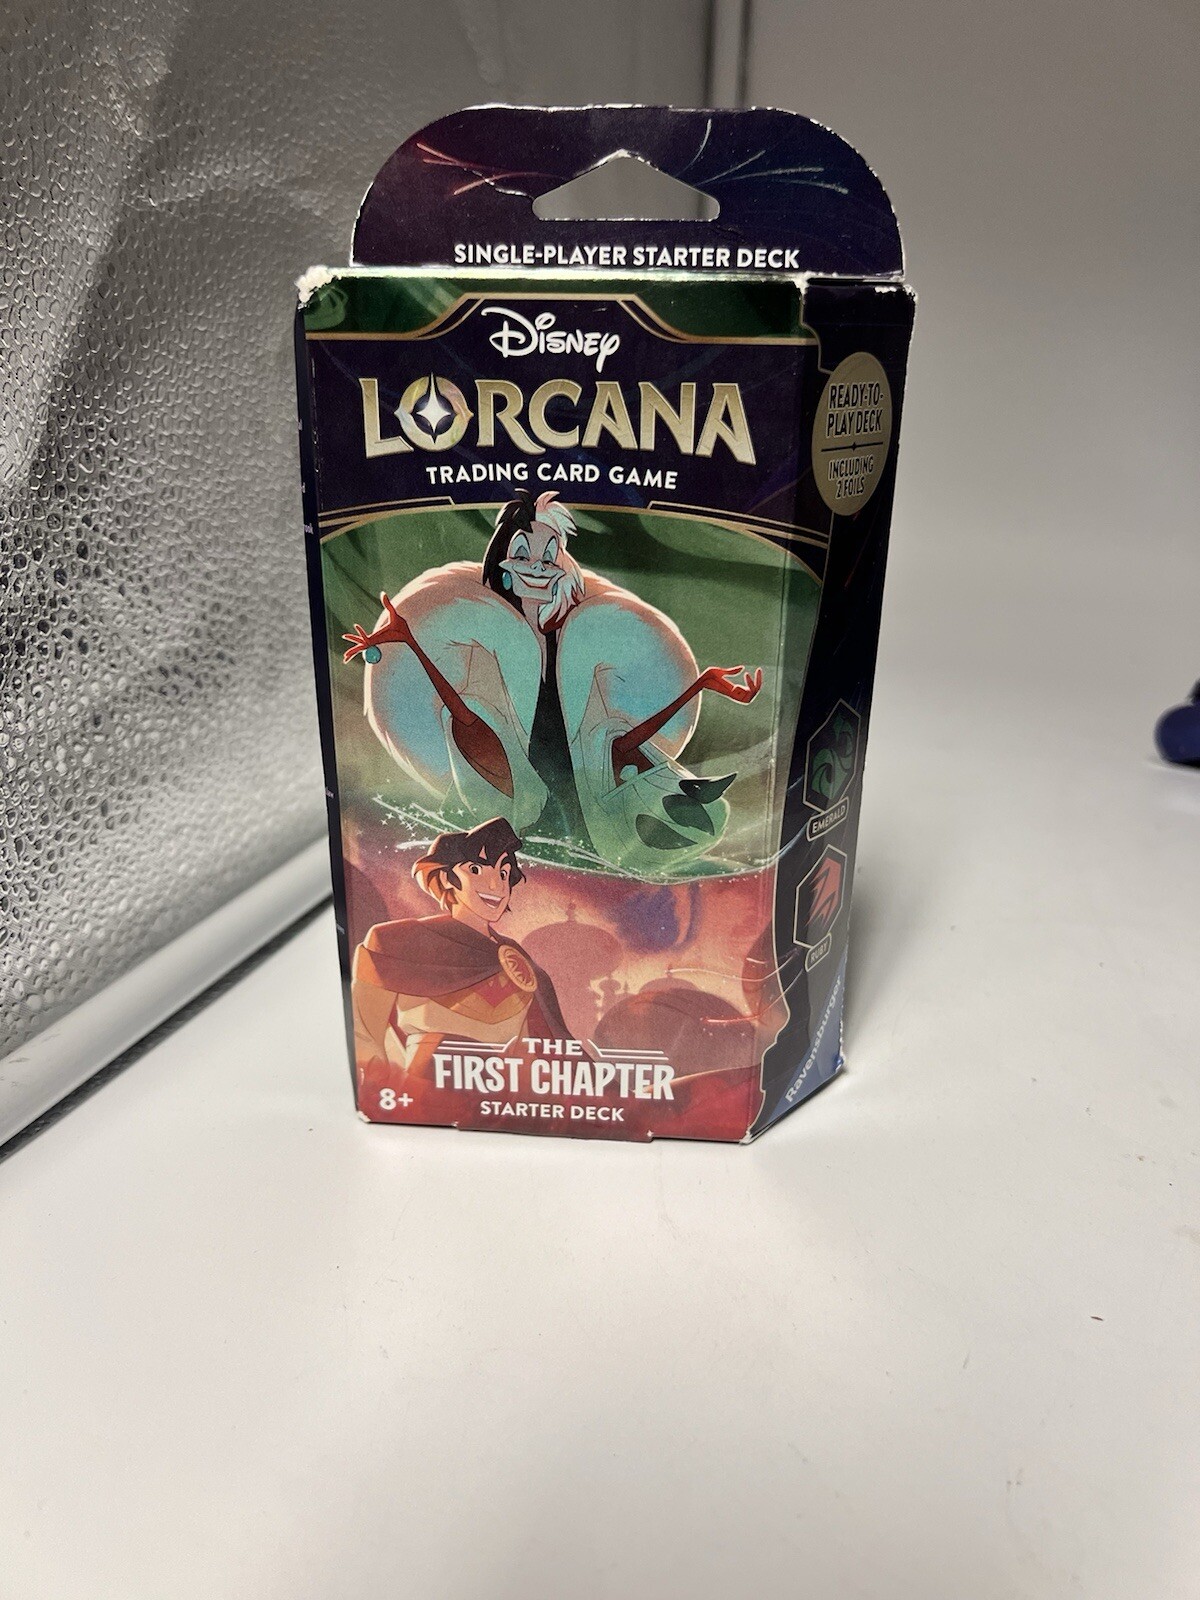 SINGLE-PLAYER STARTER DECK
Disney
LORCANA
TRADING CARD GAME
READY-TO-
PLAY DECK
INCLUDING
2 FOILS
EMERALD
RUBY
Ravensburger
THE
FIRST CHAPTER
STARTER DECK
8+